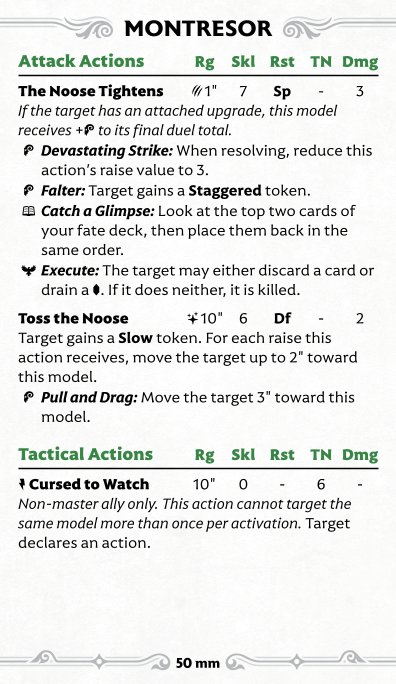 MONTRESOR
Attack Actions Rg Skl Rst TN Dmg
The Noose Tightens 1" 7 Sp - 3
If the target has an attached upgrade, this model
receives + to its final duel total.
Devastating Strike: When resolving, reduce this
action's raise value to 3.
Falter: Target gains a Staggered token.
Catch a Glimpse: Look at the top two cards of
your fate deck, then place them back in the
same order.
Execute: The target may either discard a card or
drain a . If it does neither, it is killed.
Toss the Noose 10" 6 Df - 2
Target gains a Slow token. For each raise this
action receives, move the target up to 2" toward
this model.
Pull and Drag: Move the target 3" toward this
model.
Tactical Actions Rg Skl Rst TN Dmg
Cursed to Watch 10" 0 - 6 -
Non-master ally only. This action cannot target the
same model more than once per activation. Target
declares an action.
50 mm